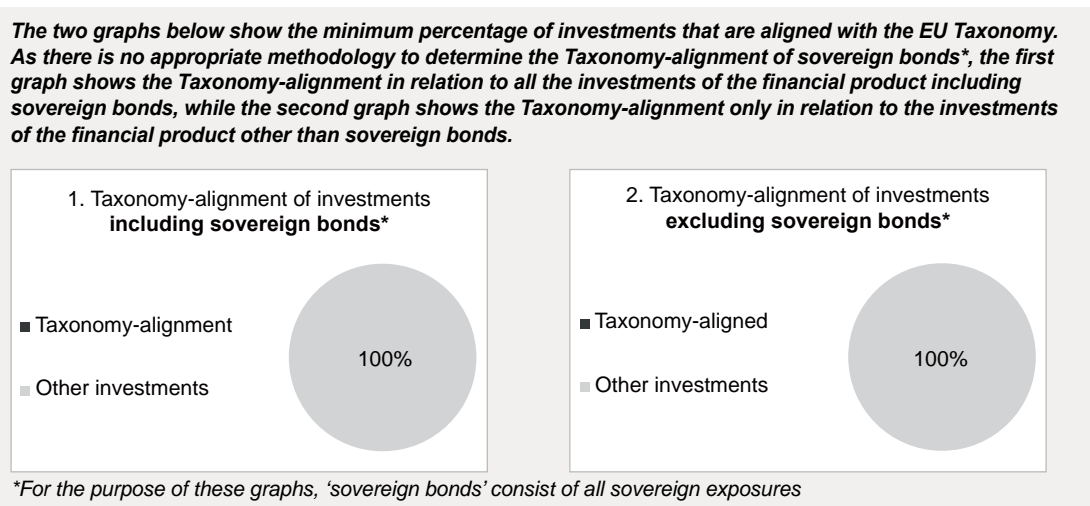 The two graphs below show the minimum percentage of investments that are aligned with the EU Taxonomy.
As there is no appropriate methodology to determine the Taxonomy-alignment of sovereign bonds*, the first
graph shows the Taxonomy-alignment in relation to all the investments of the financial product including
sovereign bonds, while the second graph shows the Taxonomy-alignment only in relation to the investments
of the financial product other than sovereign bonds.
1. Taxonomy-alignment of investments
including sovereign bonds*
Taxonomy-alignment
Other investments
100%
2. Taxonomy-alignment of investments
excluding sovereign bonds*
Taxonomy-aligned
Other investments
100%
*For the purpose of these graphs, ‘sovereign bonds’ consist of all sovereign exposures